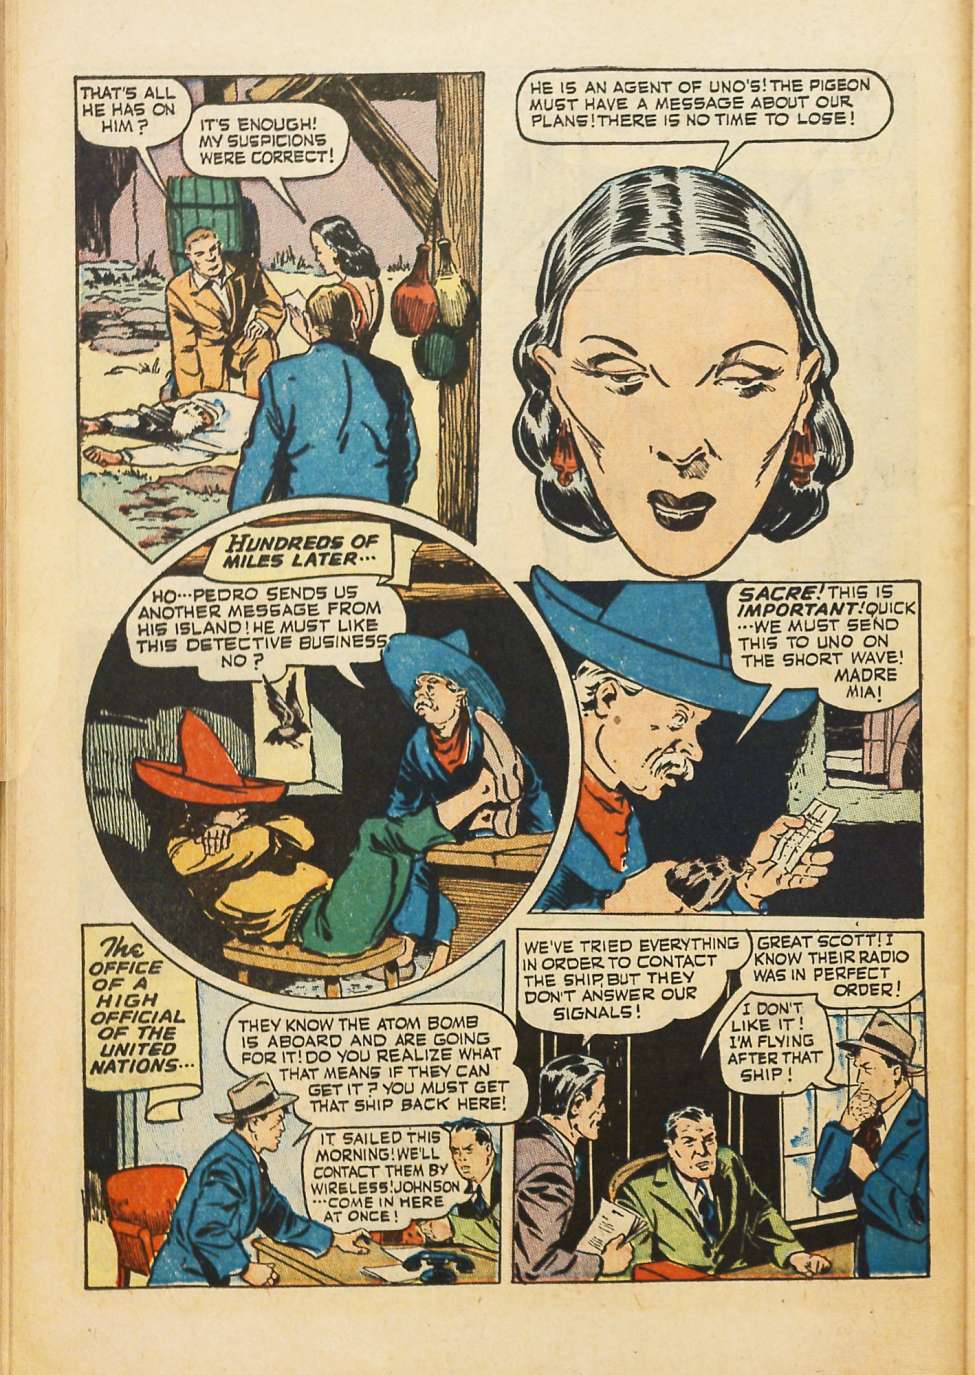 THAT'S ALL
HE HAS ON
HIM?
IT'S ENOUGH!
MY SUSPICIONS
WERE CORRECT!
HE IS AN AGENT OF UNO'S! THE PIGEON
MUST HAVE A MESSAGE ABOUT OUR
PLANS! THERE IS NO TIME TO LOSE!
HUNDREDS OF
MILES LATER...
HO...PEDRO SENDS US
ANOTHER MESSAGE FROM
HIS ISLAND! HE MUST LIKE
THIS DETECTIVE BUSINESS,
NO?
SACRE! THIS IS
IMPORTANT! QUICK
...WE MUST SEND
THIS TO UNO ON
THE SHORT WAVE!
MADRE
MIA!
The
OFFICE
OF A
HIGH
OFFICIAL
OF THE
UNITED
NATIONS...
THEY KNOW THE ATOM BOMB
IS ABOARD AND ARE GOING
FOR IT! DO YOU REALIZE WHAT
THAT MEANS IF THEY CAN
GET IT? YOU MUST GET
THAT SHIP BACK HERE!
IT SAILED THIS
MORNING! WE'LL
CONTACT THEM BY
WIRELESS! JOHNSON
...COME IN HERE
AT ONCE!
WE'VE TRIED EVERYTHING
IN ORDER TO CONTACT
THE SHIP, BUT THEY
DON'T ANSWER OUR
SIGNALS!
GREAT SCOTT! I
KNOW THEIR RADIO
WAS IN PERFECT
ORDER!
I DON'T
LIKE IT!
I'M FLYING
AFTER THAT
SHIP!